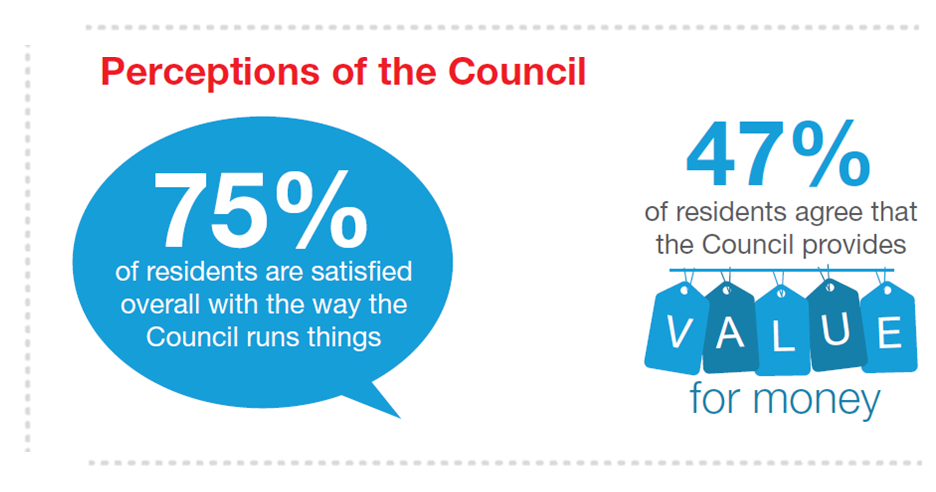 Perceptions of the Council
75%
of residents are satisfied
overall with the way the
Council runs things
47%
of residents agree that
the Council provides
VALUE
for money